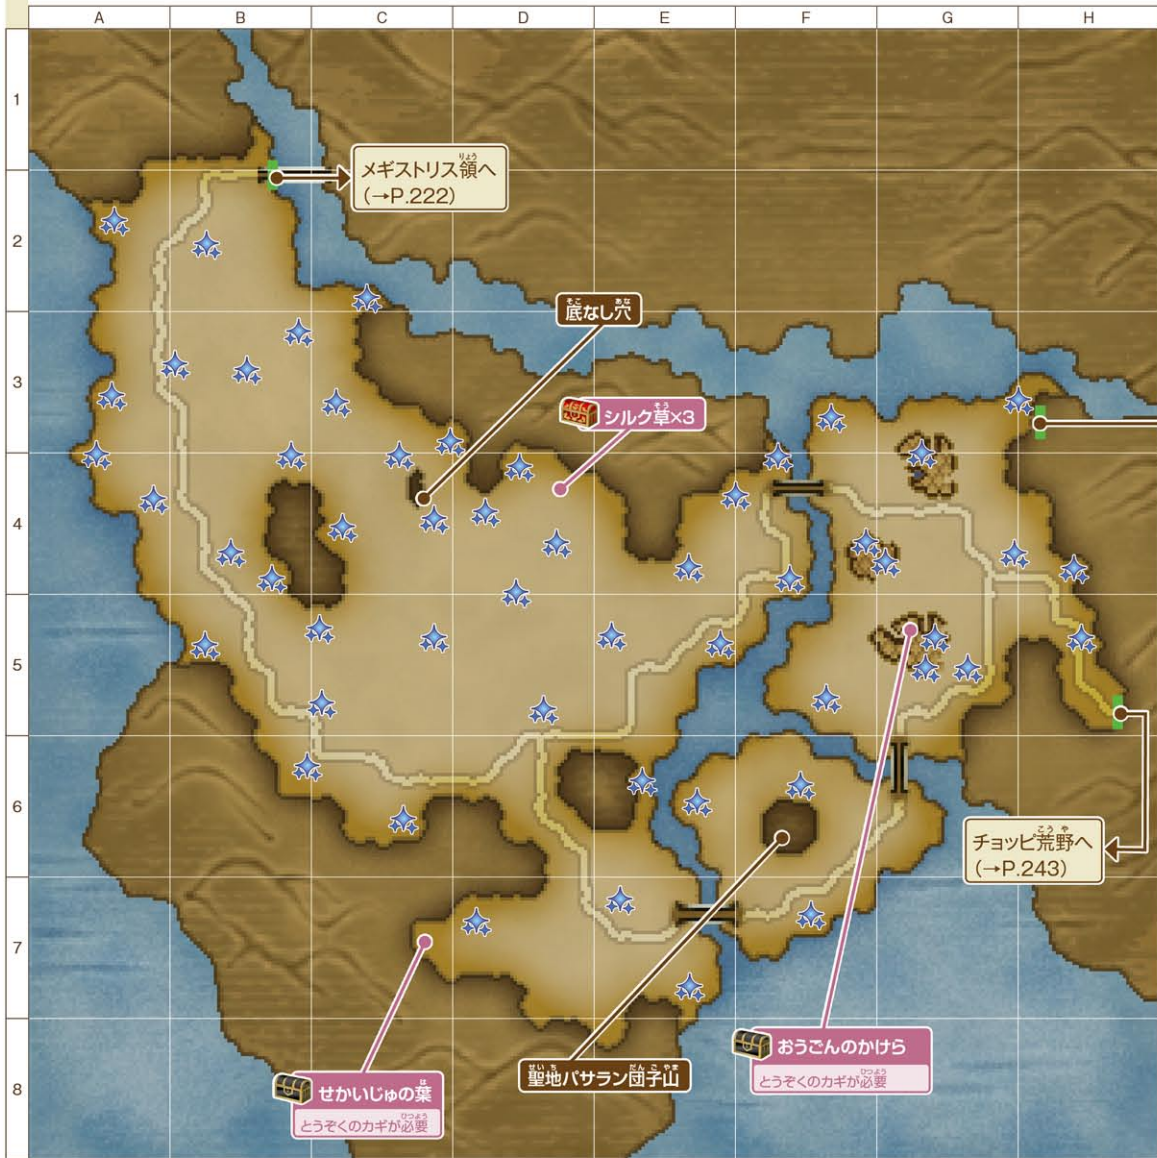 A B C D E F G H
1
メギストリス領へ
(→P.222)
2
底なし穴
3
シルク草×3
4
5
6
チョッピ荒野へ
(→P.243)
7
おうごんのかけら
とうぞくのカギが必要
聖地パサラン団子山
8
せかいじゅの葉
とうぞくのカギが必要